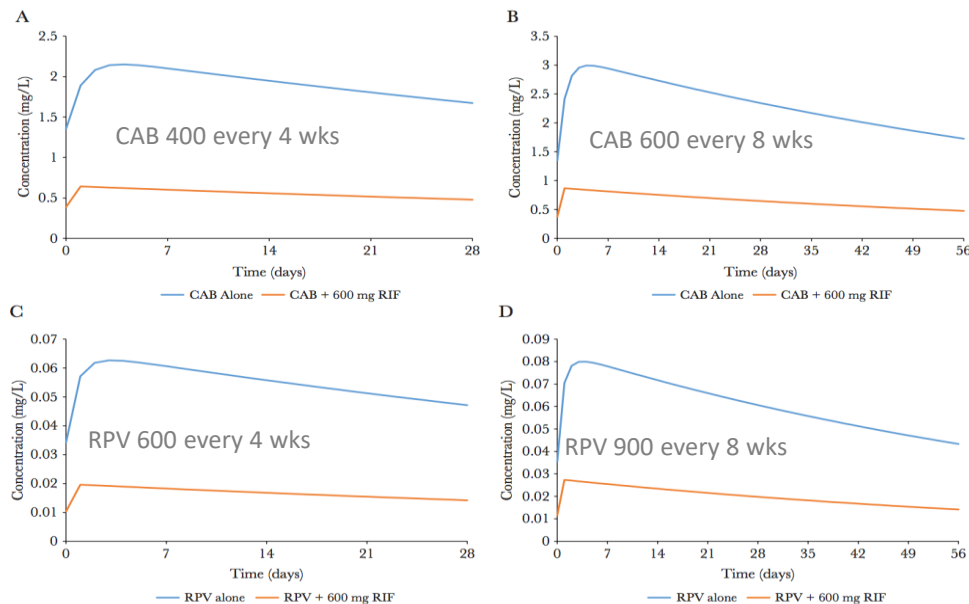 A
Concentration (mg/L)
2.5
2
1.5
1
0.5
0
CAB 400 every 4 wks
0 7 14 21 28
Time (days)
CAB Alone CAB + 600 mg RIF
B
Concentration (mg/L)
3.5
3
2.5
2
1.5
1
0.5
0
CAB 600 every 8 wks
0 7 14 21 28 35 42 49 56
Time (days)
CAB Alone CAB + 600 mg RIF
C
Concentration (mg/L)
0.07
0.06
0.05
0.04
0.03
0.02
0.01
0
RPV 600 every 4 wks
0 7 14 21 28
Time (days)
RPV alone RPV + 600 mg RIF
D
Concentration (mg/L)
0.09
0.08
0.07
0.06
0.05
0.04
0.03
0.02
0.01
0
RPV 900 every 8 wks
0 7 14 21 28 35 42 49 56
Time (days)
RPV alone RPV + 600 mg RIF